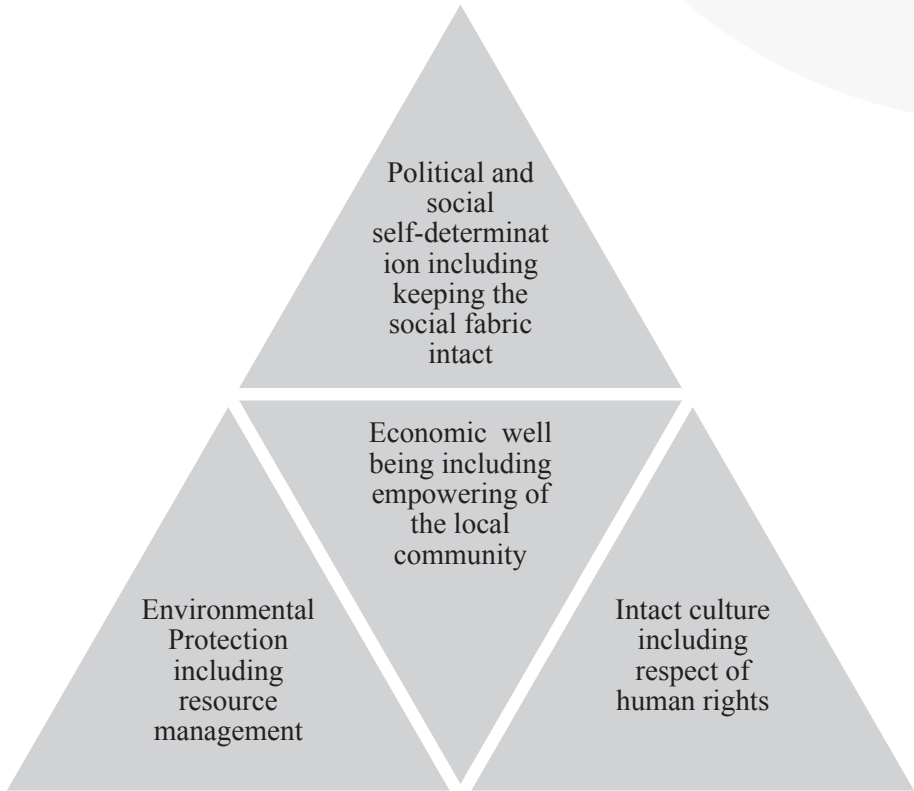 Political and
social
self-determinat
ion including
keeping the
social fabric
intact
Economic well
being including
empowering of
the local
community
Environmental
Protection
including
resource
management
Intact culture
including
respect of
human rights